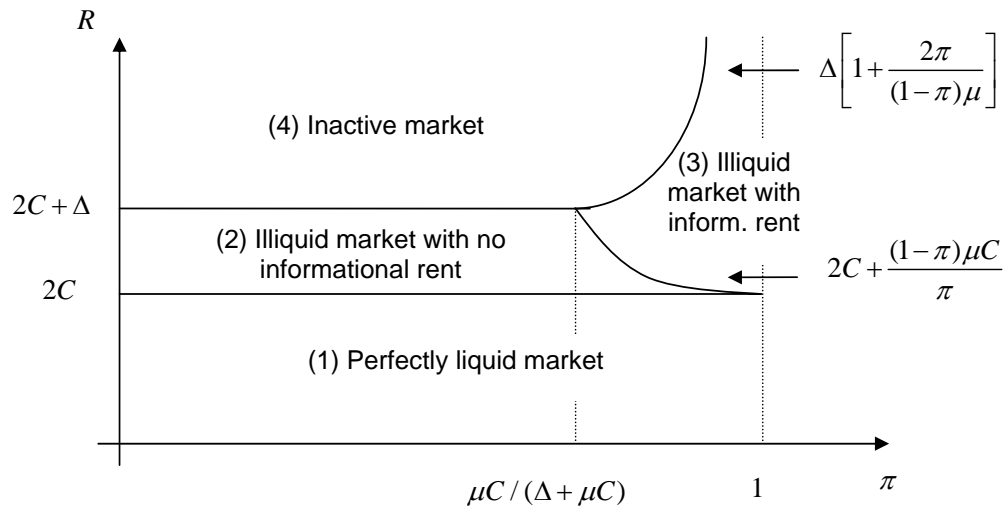 R
Δ[1 + 2π / (1−π)μ]
(4) Inactive market
(3) Illiquid
market with
inform. rent
2C + Δ
(2) Illiquid market with no
informational rent
2C + (1−π)μC / π
2C
(1) Perfectly liquid market
μC / (Δ + μC)
1
π